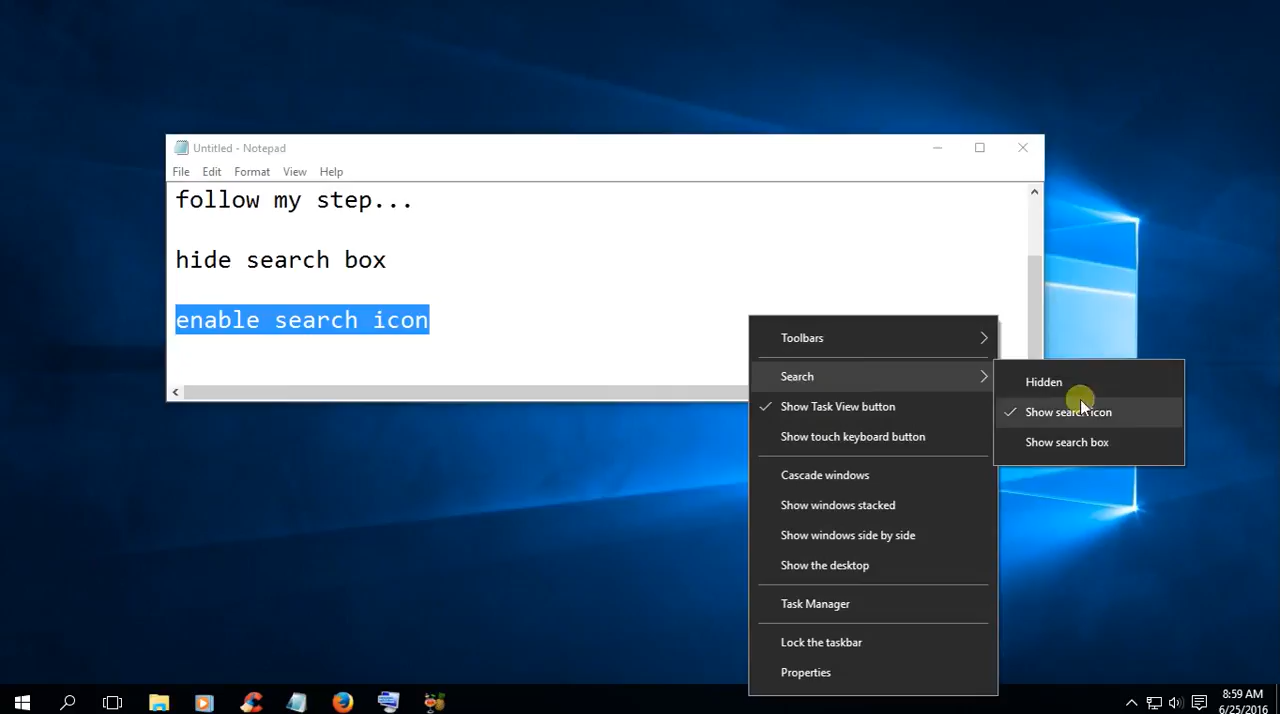 Untitled - Notepad
File Edit Format View Help
follow my step...
hide search box
enable search icon
Toolbars
Search
Show Task View button
Show touch keyboard button
Cascade windows
Show windows stacked
Show windows side by side
Show the desktop
Task Manager
Lock the taskbar
Properties
Hidden
Show search icon
Show search box
8:59 AM
6/25/2016